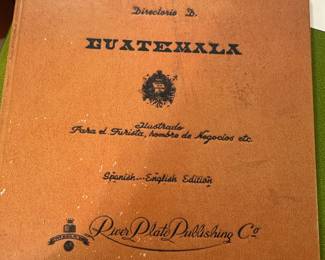 Directorio D.
GUATEMALA
Ilustrado
Para el Turista, hombre de Negocios etc.
Spanish---English Edition
River Plate Publishing Co